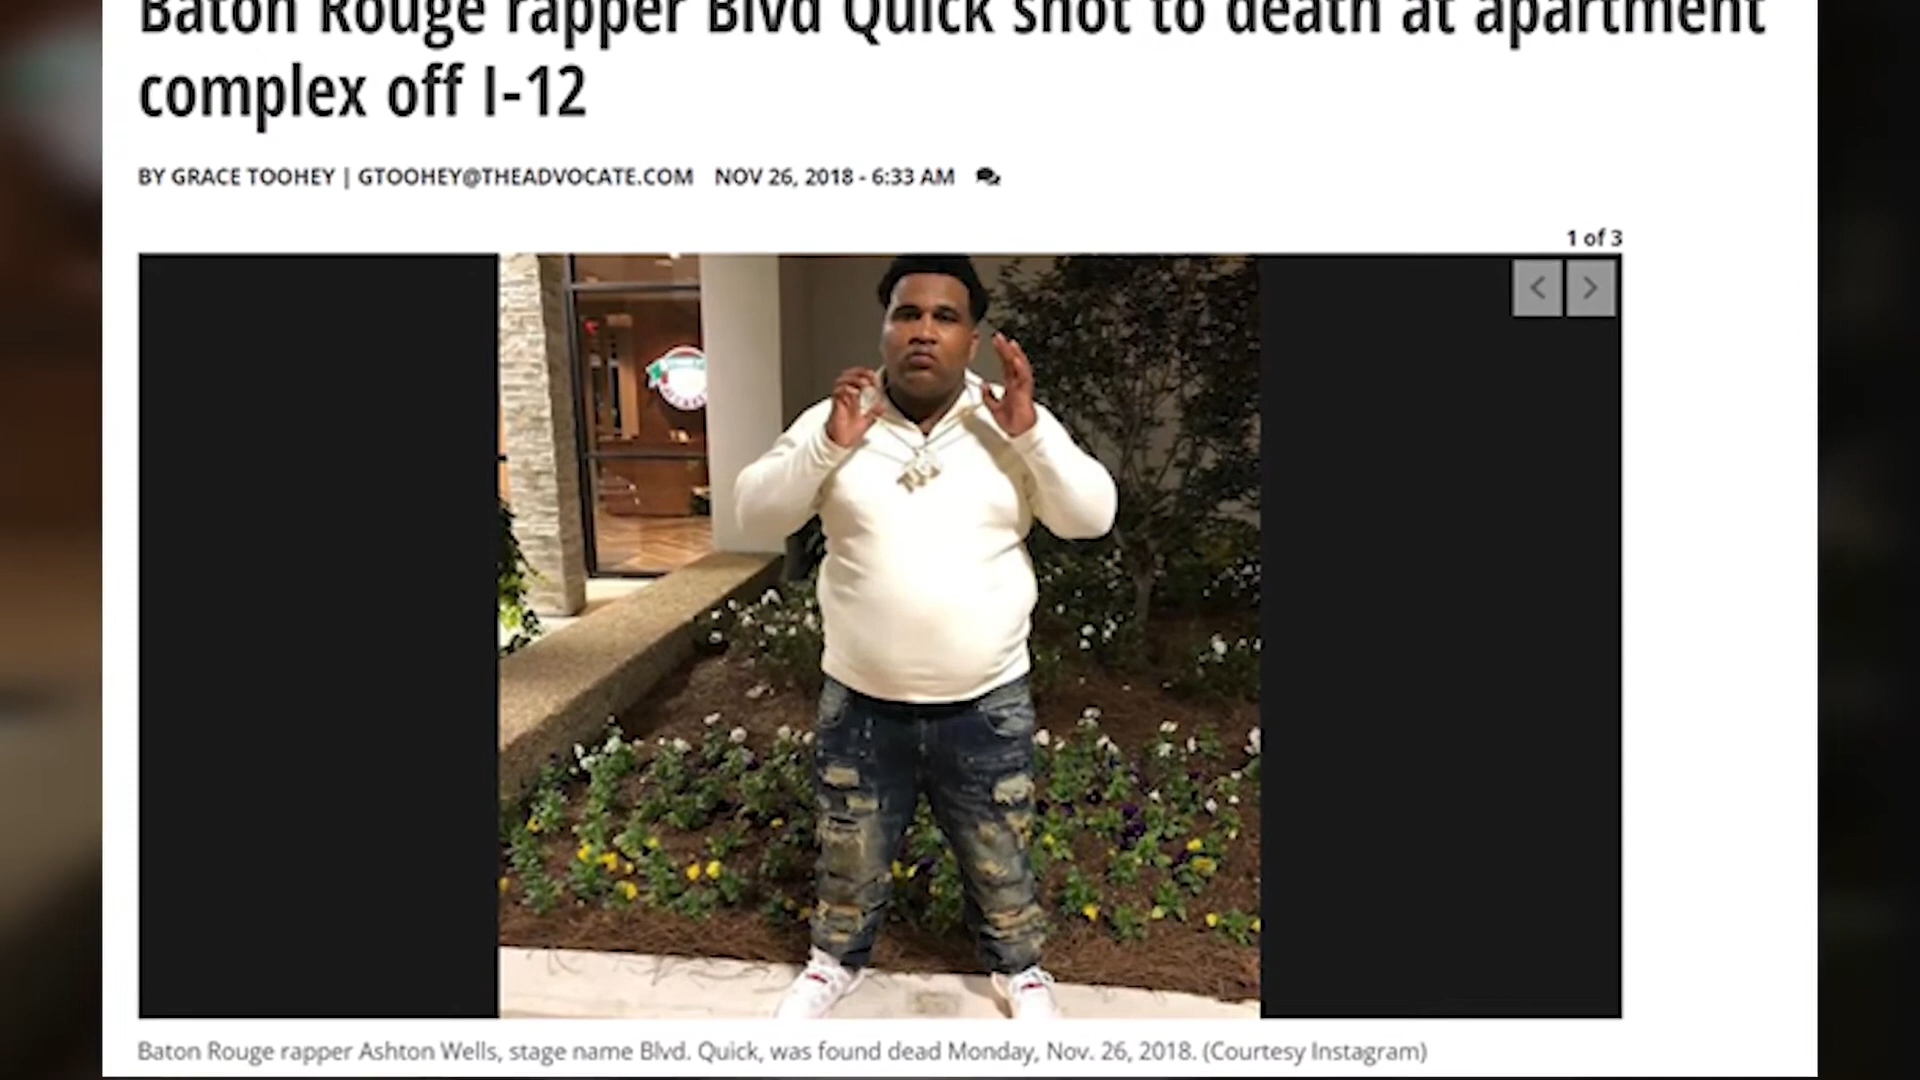 Baton Rouge rapper Blvd Quick shot to death at apartment
complex off I-12
BY GRACE TOOHEY | GTOOHEY@THEADVOCATE.COM NOV 26, 2018 - 6:33 AM
1 of 3
Baton Rouge rapper Ashton Wells, stage name Blvd. Quick, was found dead Monday, Nov. 26, 2018. (Courtesy Instagram)